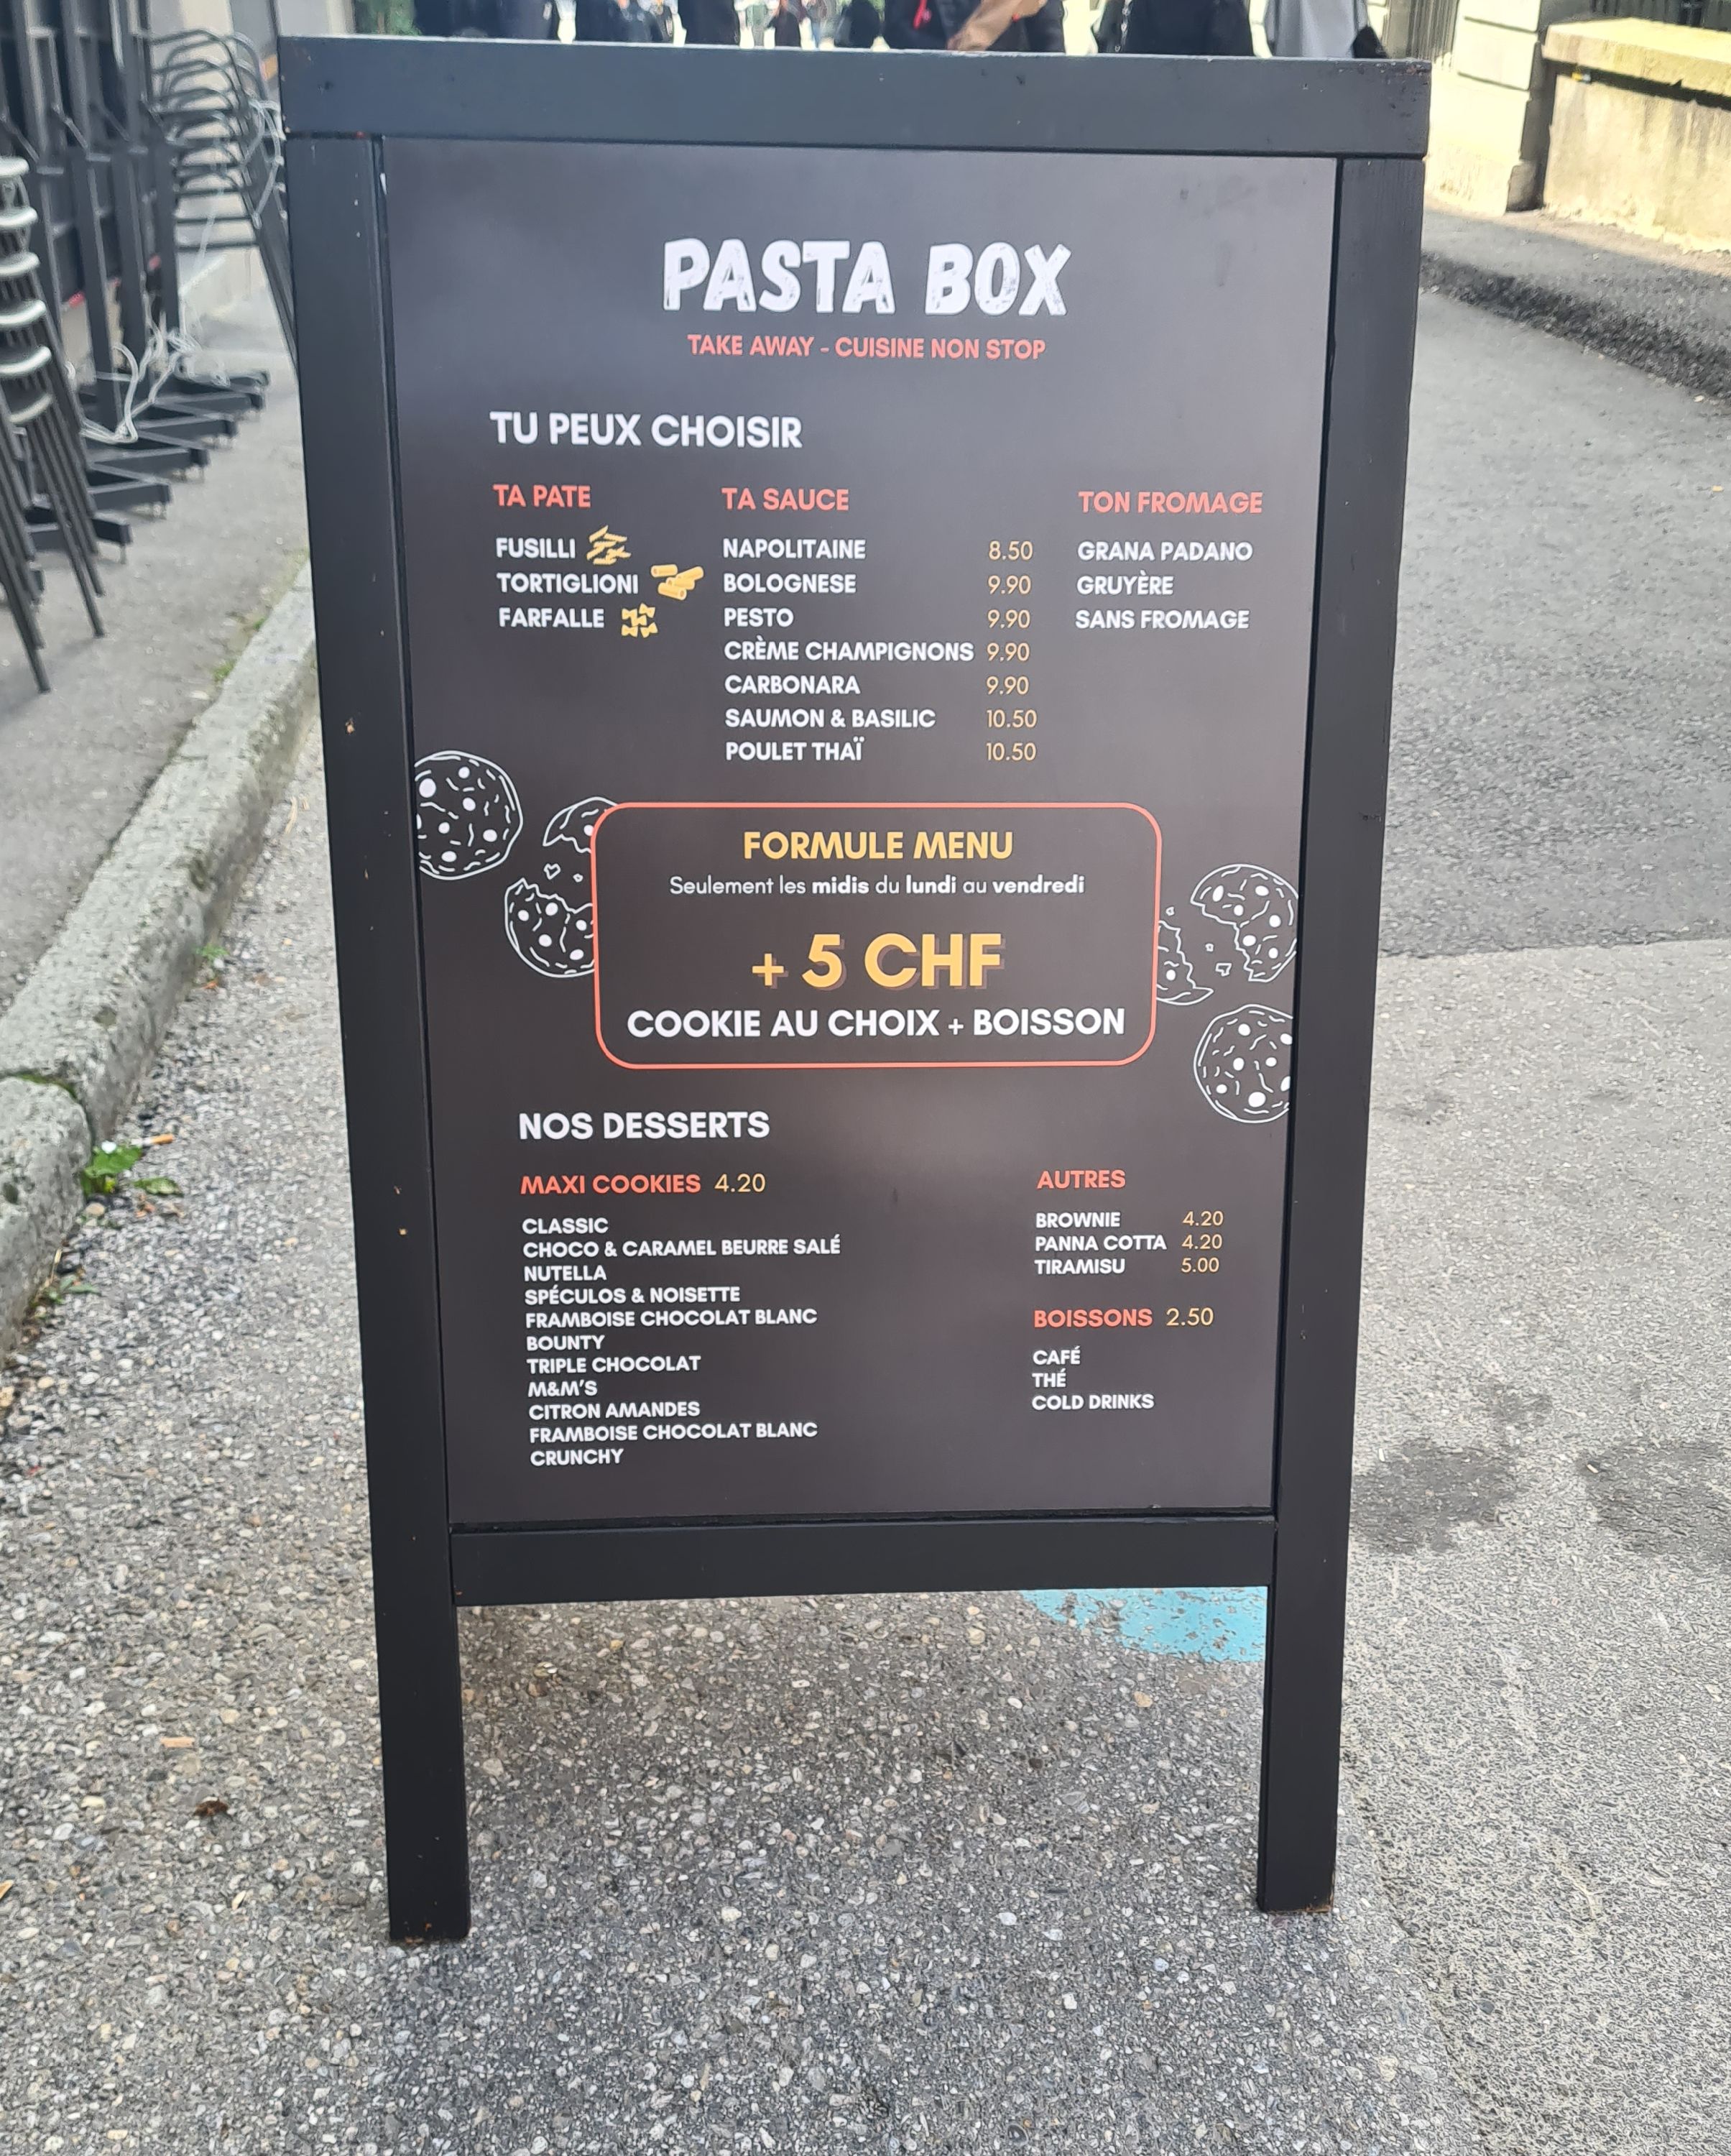 PASTA BOX
TAKE AWAY - CUISINE NON STOP
TU PEUX CHOISIR
TA PATE
FUSILLI
TORTIGLIONI
FARFALLE
TA SAUCE
NAPOLITAINE 8.50
BOLOGNESE 9.90
PESTO 9.90
CRÈME CHAMPIGNONS 9.90
CARBONARA 9.90
SAUMON & BASILIC 10.50
POULET THAÏ 10.50
TON FROMAGE
GRANA PADANO
GRUYÈRE
SANS FROMAGE
FORMULE MENU
Seulement les midis du lundi au vendredi
+ 5 CHF
COOKIE AU CHOIX + BOISSON
NOS DESSERTS
MAXI COOKIES 4.20
CLASSIC
CHOCO & CARAMEL BEURRE SALÉ
NUTELLA
SPÉCULOS & NOISETTE
FRAMBOISE CHOCOLAT BLANC
BOUNTY
TRIPLE CHOCOLAT
M&M'S
CITRON AMANDES
FRAMBOISE CHOCOLAT BLANC
CRUNCHY
AUTRES
BROWNIE 4.20
PANNA COTTA 4.20
TIRAMISU 5.00
BOISSONS 2.50
CAFÉ
THÉ
COLD DRINKS